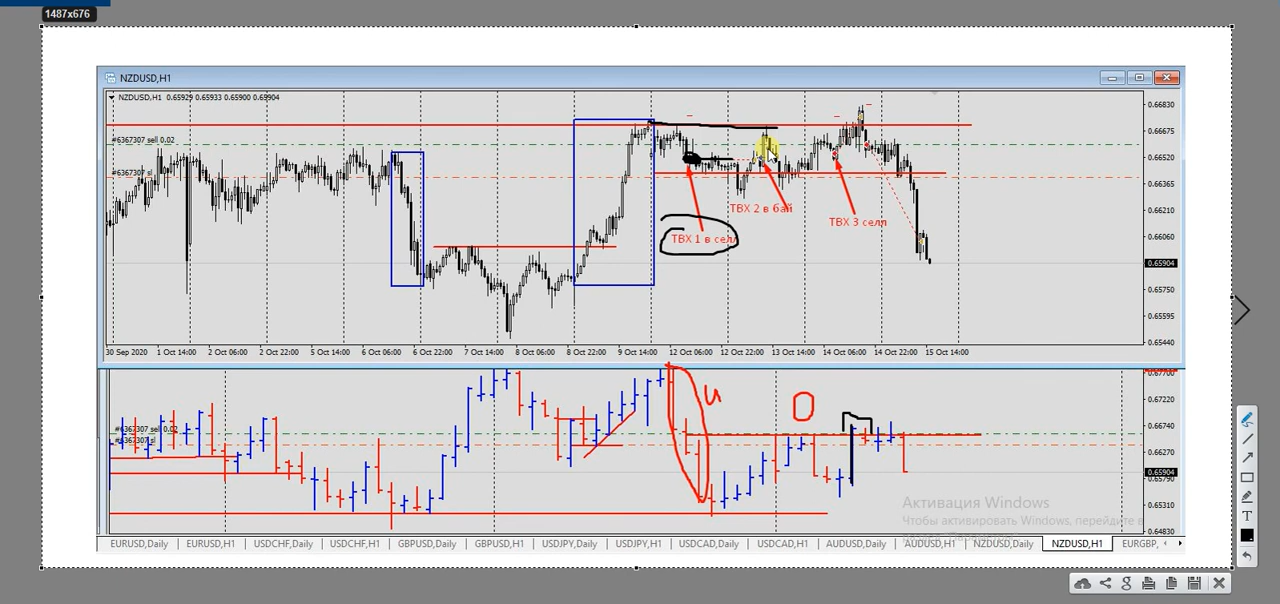 1487x676
NZDUSD,H1
NZDUSD,H1 0.65929 0.65933 0.65900 0.65904
#6367307 sell 0.02
#6367307 sl
ТВХ 1 в селл
ТВХ 2 в бай
ТВХ 3 селл
0.66830
0.66675
0.66520
0.66365
0.66210
0.66060
0.65904
0.65750
0.65595
0.65440
30 Sep 2020 1 Oct 14:00 2 Oct 06:00 2 Oct 22:00 5 Oct 14:00 6 Oct 06:00 6 Oct 22:00 7 Oct 14:00 8 Oct 06:00 8 Oct 22:00 9 Oct 14:00 12 Oct 06:00 12 Oct 22:00 13 Oct 14:00 14 Oct 06:00 14 Oct 22:00 15 Oct 14:00
#6367307 sell 0.02
#6367307 sl
и
О
0.67700
0.67220
0.66740
0.66270
0.65904
0.65790
0.65310
0.64830
Активация Windows
Чтобы активировать Windows, перейдите в
EURUSD,Daily EURUSD,H1 USDCHF,Daily USDCHF,H1 GBPUSD,Daily GBPUSD,H1 USDJPY,Daily USDJPY,H1 USDCAD,Daily USDCAD,H1 AUDUSD,Daily AUDUSD,H1 NZDUSD,Daily NZDUSD,H1 EURGBP,